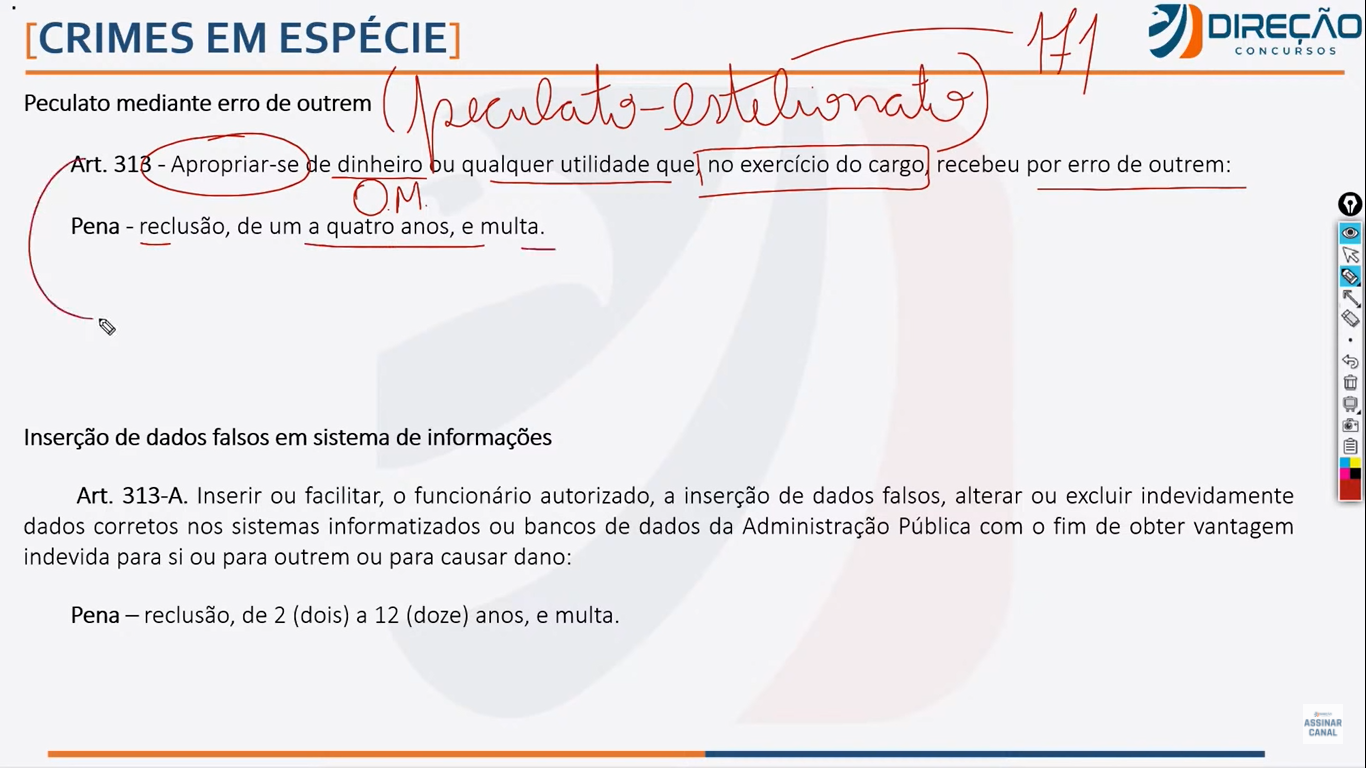 [CRIMES EM ESPÉCIE]
DIREÇÃO
CONCURSOS
171
Peculato mediante erro de outrem (peculato-estelionato)
Art. 313 - Apropriar-se de dinheiro ou qualquer utilidade que, no exercício do cargo, recebeu por erro de outrem:
O.M.
Pena - reclusão, de um a quatro anos, e multa.
Inserção de dados falsos em sistema de informações
Art. 313-A. Inserir ou facilitar, o funcionário autorizado, a inserção de dados falsos, alterar ou excluir indevidamente
dados corretos nos sistemas informatizados ou bancos de dados da Administração Pública com o fim de obter vantagem
indevida para si ou para outrem ou para causar dano:
Pena – reclusão, de 2 (dois) a 12 (doze) anos, e multa.
ASSINAR
CANAL